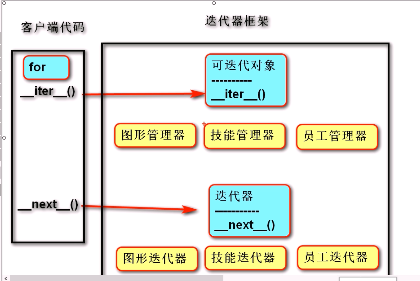 客户端代码
迭代器框架
for
__iter__()
可迭代对象
----------
__iter__()
图形管理器
技能管理器
员工管理器
__next__()
迭代器
-----------
__next__()
图形迭代器
技能迭代器
员工迭代器